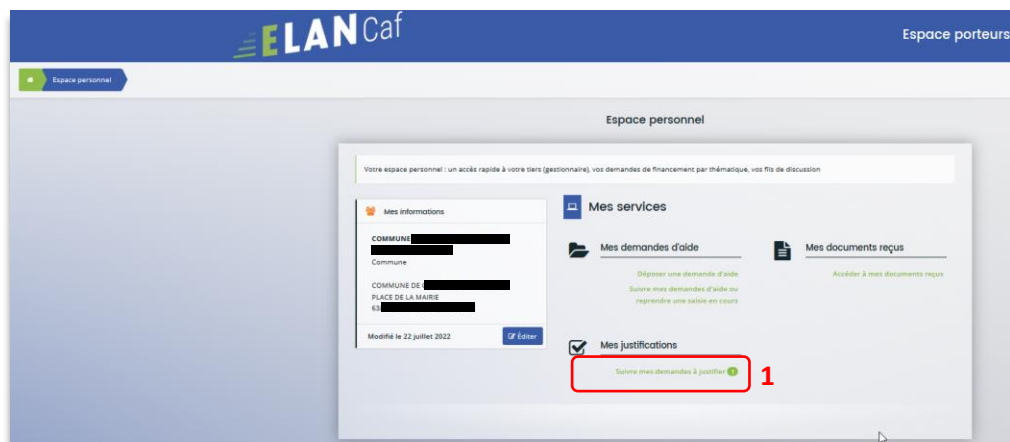 ELAN Caf
Espace porteurs
Espace personnel
Espace personnel
Votre espace personnel : un accès rapide à votre tiers (gestionnaire), vos demandes de financement par thématique, vos fils de discussion
Mes informations
COMMUNE
Commune
COMMUNE DE
PLACE DE LA MAIRIE
63
Modifié le 22 juillet 2022
Éditer
Mes services
Mes demandes d'aide
Déposer une demande d'aide
Suivre mes demandes d'aide ou
reprendre une saisie en cours
Mes documents reçus
Accéder à mes documents reçus
Mes justifications
Suivre mes demandes à justifier
1